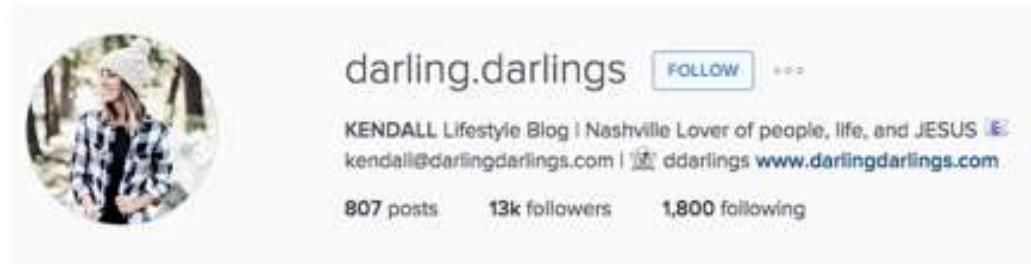 darling.darlings FOLLOW
KENDALL Lifestyle Blog | Nashville Lover of people, life, and JESUS 📧
kendall@darlingdarlings.com | 👻 ddarlings www.darlingdarlings.com
807 posts 13k followers 1,800 following